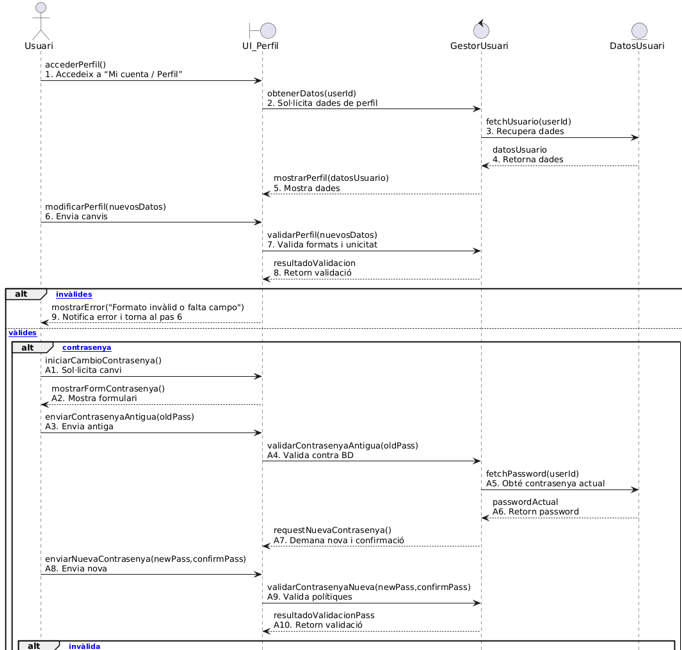 Usuari
UI_Perfil
GestorUsuari
DatosUsuari
accederPerfil()
1. Accedeix a “Mi cuenta / Perfil”
obtenerDatos(userId)
2. Sol·licita dades de perfil
fetchUsuario(userId)
3. Recupera dades
datosUsuario
4. Retorna dades
mostrarPerfil(datosUsuario)
5. Mostra dades
modificarPerfil(nuevosDatos)
6. Envia canvis
validarPerfil(nuevosDatos)
7. Valida formats i unicitat
resultadoValidacion
8. Retorn validació
alt invàlides
mostrarError("Formato invàlid o falta campo")
9. Notifica error i torna al pas 6
vàlides
alt contrasenya
iniciarCambioContrasenya()
A1. Sol·licita canvi
mostrarFormContrasenya()
A2. Mostra formulari
enviarContrasenyaAntigua(oldPass)
A3. Envia antiga
validarContrasenyaAntigua(oldPass)
A4. Valida contra BD
fetchPassword(userId)
A5. Obté contrasenya actual
passwordActual
A6. Retorn password
requestNuevaContrasenya()
A7. Demana nova i confirmació
enviarNuevaContrasenya(newPass,confirmPass)
A8. Envia nova
validarContrasenyaNueva(newPass,confirmPass)
A9. Valida polítiques
resultadoValidacionPass
A10. Retorn validació
alt invàlida